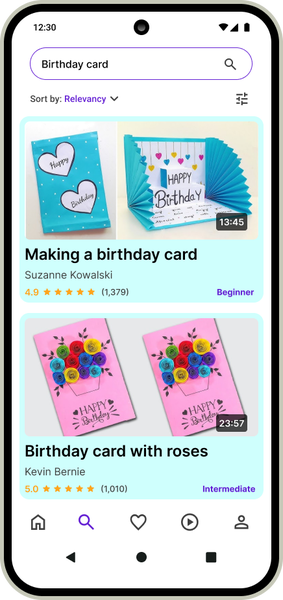 12:30
Birthday card
Sort by: Relevancy
Happy
Birthday
HAPPY
BirthdaY
13:45
Making a birthday card
Suzanne Kowalski
4.9 (1,379)
Beginner
HAPPY
BIRTHDAY
HAPPY
BIRTHDAY
23:57
Birthday card with roses
Kevin Bernie
5.0 (1,010)
Intermediate